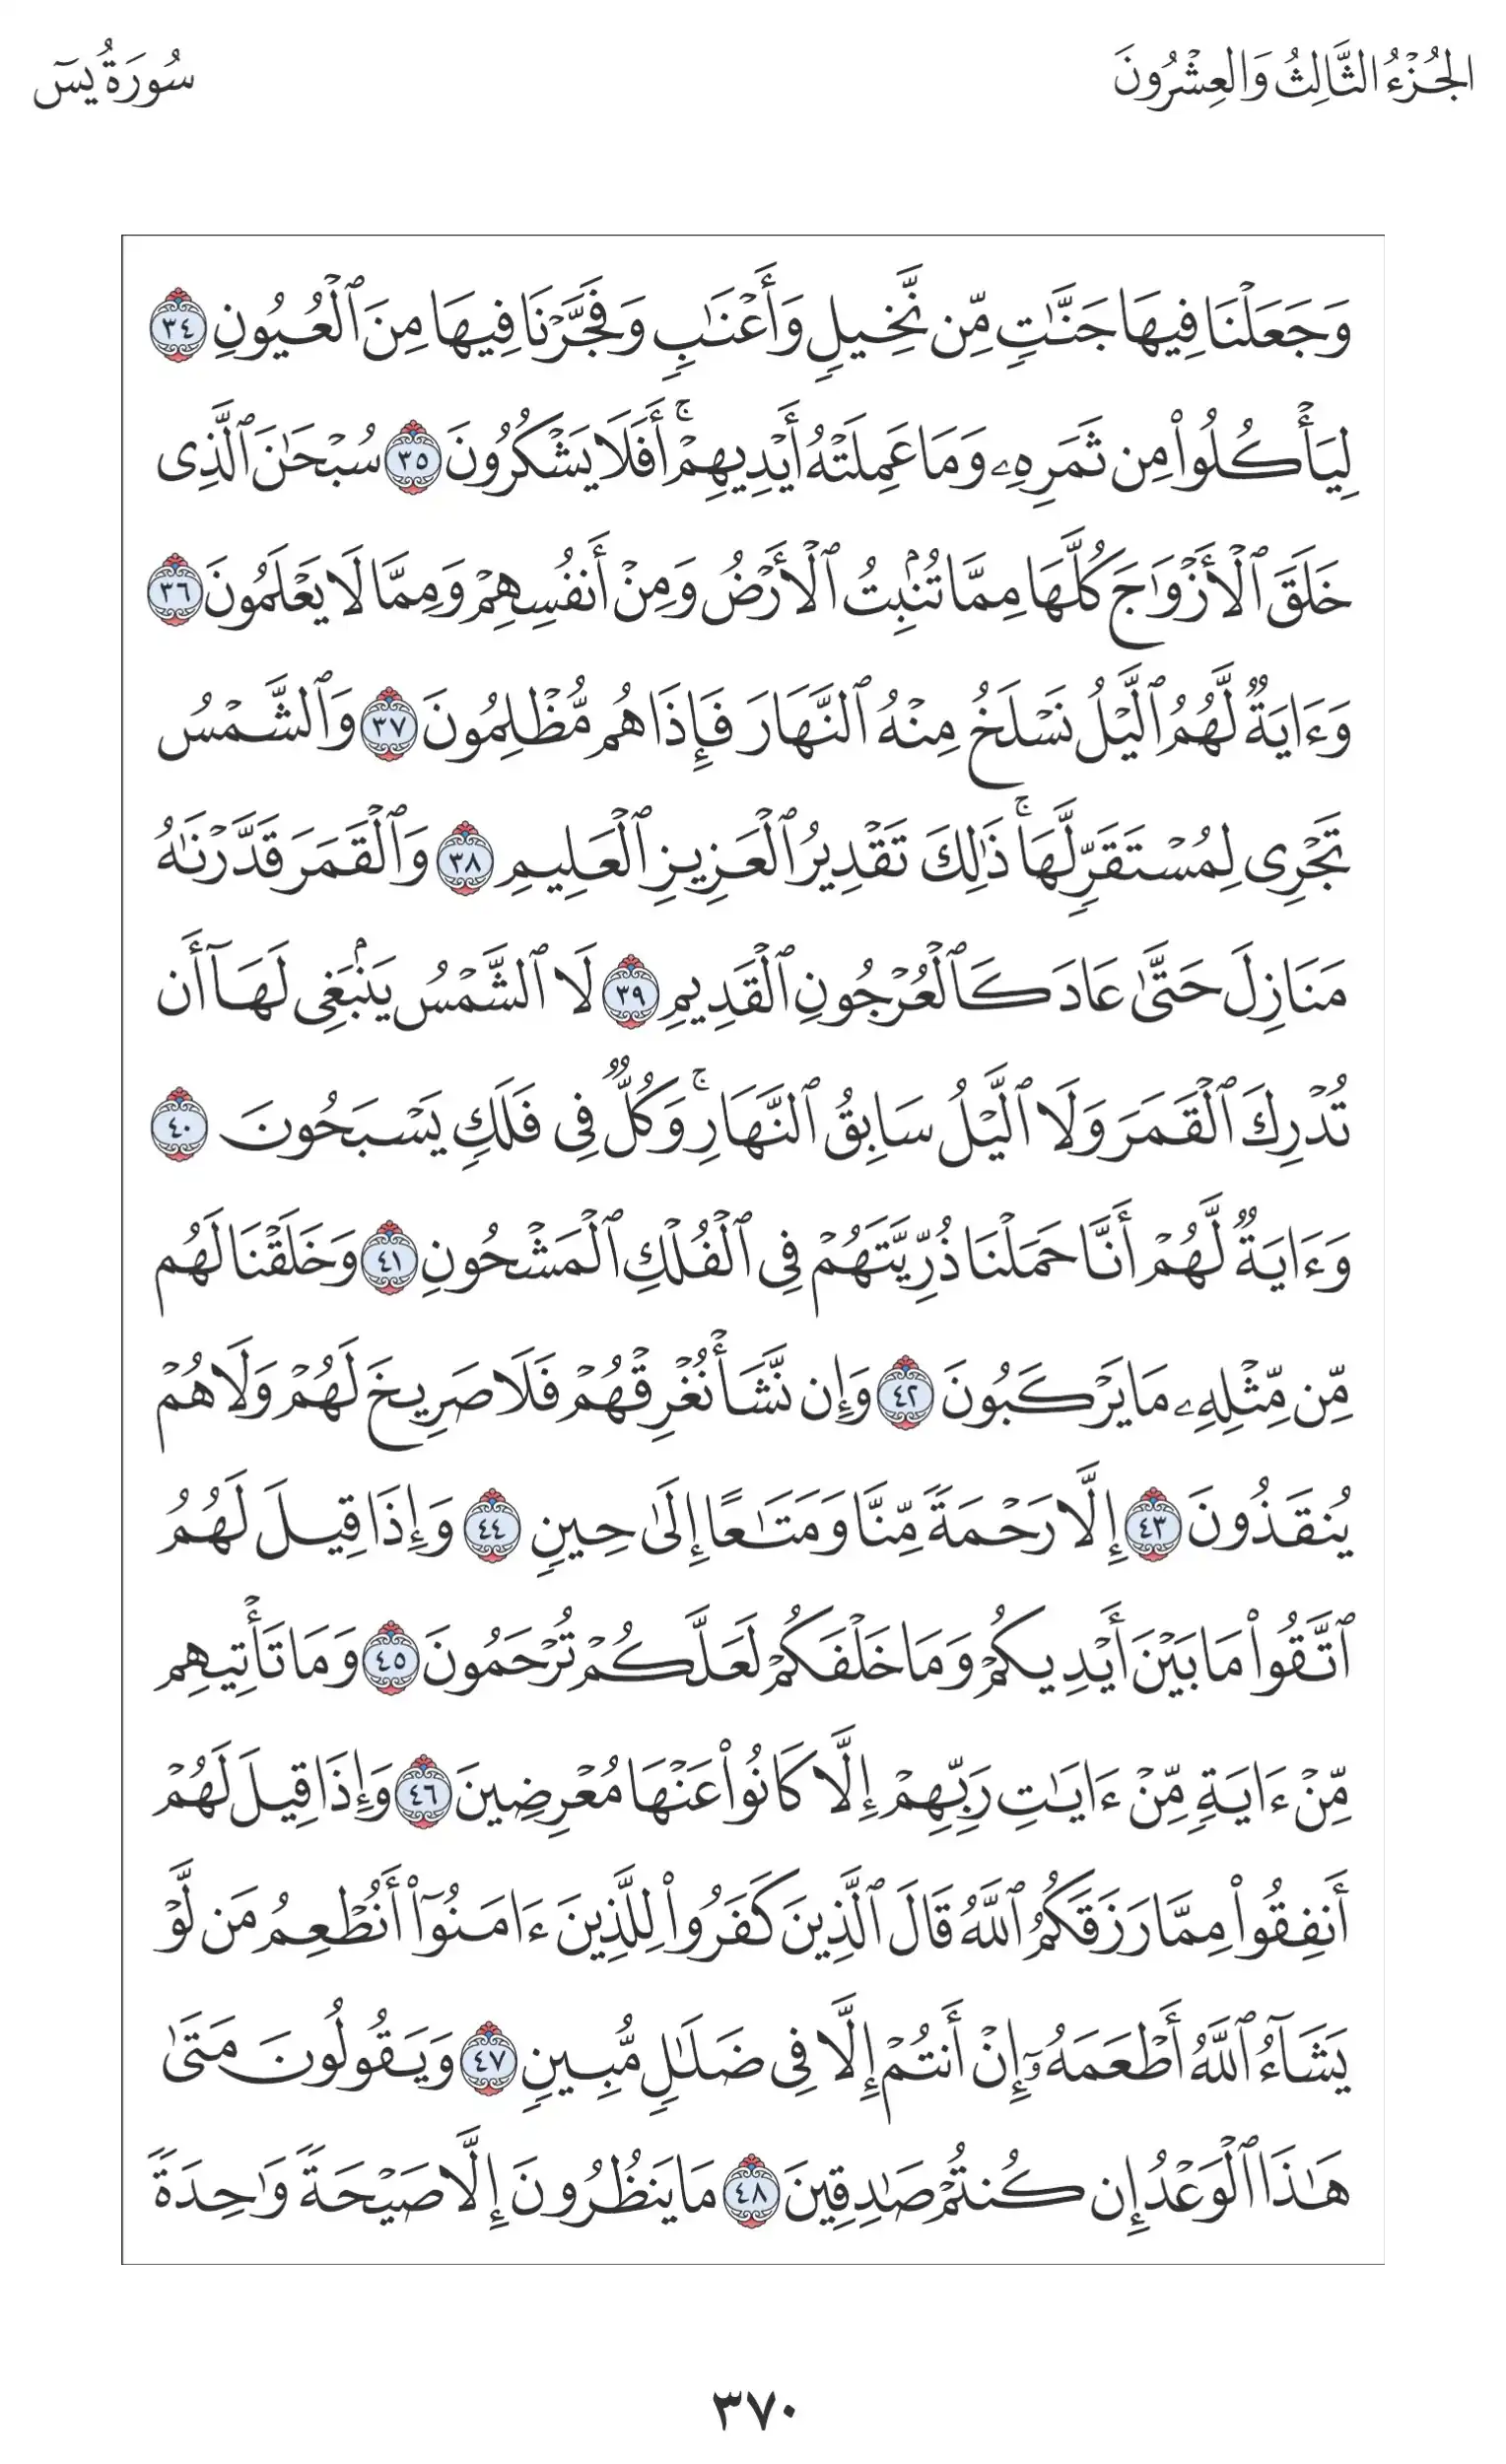 الجُزْءُ الثَّالِثُ وَالعِشْرُونَ
سُورَةُ يسٓ
وَجَعَلْنَا فِيهَا جَنَّٰتٍ مِّن نَّخِيلٍ وَأَعْنَٰبٍ وَفَجَّرْنَا فِيهَا مِنَ ٱلْعُيُونِ ٣٤
لِيَأْكُلُوا۟ مِن ثَمَرِهِۦ وَمَا عَمِلَتْهُ أَيْدِيهِمْ ۚ أَفَلَا يَشْكُرُونَ ٣٥ سُبْحَٰنَ ٱلَّذِى
خَلَقَ ٱلْأَزْوَٰجَ كُلَّهَا مِمَّا تُنۢبِتُ ٱلْأَرْضُ وَمِنْ أَنفُسِهِمْ وَمِمَّا لَا يَعْلَمُونَ ٣٦
وَءَايَةٌ لَّهُمُ ٱلَّيْلُ نَسْلَخُ مِنْهُ ٱلنَّهَارَ فَإِذَا هُم مُّظْلِمُونَ ٣٧ وَٱلشَّمْسُ
تَجْرِى لِمُسْتَقَرٍّ لَّهَا ۚ ذَٰلِكَ تَقْدِيرُ ٱلْعَزِيزِ ٱلْعَلِيمِ ٣٨ وَٱلْقَمَرَ قَدَّرْنَٰهُ
مَنَازِلَ حَتَّىٰ عَادَ كَٱلْعُرْجُونِ ٱلْقَدِيمِ ٣٩ لَا ٱلشَّمْسُ يَنۢبَغِى لَهَآ أَن
تُدْرِكَ ٱلْقَمَرَ وَلَا ٱلَّيْلُ سَابِقُ ٱلنَّهَارِ ۚ وَكُلٌّ فِى فَلَكٍ يَسْبَحُونَ ٤٠
وَءَايَةٌ لَّهُمْ أَنَّا حَمَلْنَا ذُرِّيَّتَهُمْ فِى ٱلْفُلْكِ ٱلْمَشْحُونِ ٤١ وَخَلَقْنَا لَهُم
مِّن مِّثْلِهِۦ مَا يَرْكَبُونَ ٤٢ وَإِن نَّشَأْ نُغْرِقْهُمْ فَلَا صَرِيخَ لَهُمْ وَلَا هُمْ
يُنقَذُونَ ٤٣ إِلَّا رَحْمَةً مِّنَّا وَمَتَٰعًا إِلَىٰ حِينٍ ٤٤ وَإِذَا قِيلَ لَهُمُ
ٱتَّقُوا۟ مَا بَيْنَ أَيْدِيكُمْ وَمَا خَلْفَكُمْ لَعَلَّكُمْ تُرْحَمُونَ ٤٥ وَمَا تَأْتِيهِم
مِّنْ ءَايَةٍ مِّنْ ءَايَٰتِ رَبِّهِمْ إِلَّا كَانُوا۟ عَنْهَا مُعْرِضِينَ ٤٦ وَإِذَا قِيلَ لَهُمْ
أَنفِقُوا۟ مِمَّا رَزَقَكُمُ ٱللَّهُ قَالَ ٱلَّذِينَ كَفَرُوا۟ لِلَّذِينَ ءَامَنُوٓا۟ أَنُطْعِمُ مَن لَّوْ
يَشَآءُ ٱللَّهُ أَطْعَمَهُۥٓ إِنْ أَنتُمْ إِلَّا فِى ضَلَٰلٍ مُّبِينٍ ٤٧ وَيَقُولُونَ مَتَىٰ
هَٰذَا ٱلْوَعْدُ إِن كُنتُمْ صَٰدِقِينَ ٤٨ مَا يَنظُرُونَ إِلَّا صَيْحَةً وَٰحِدَةً
٣٧٠